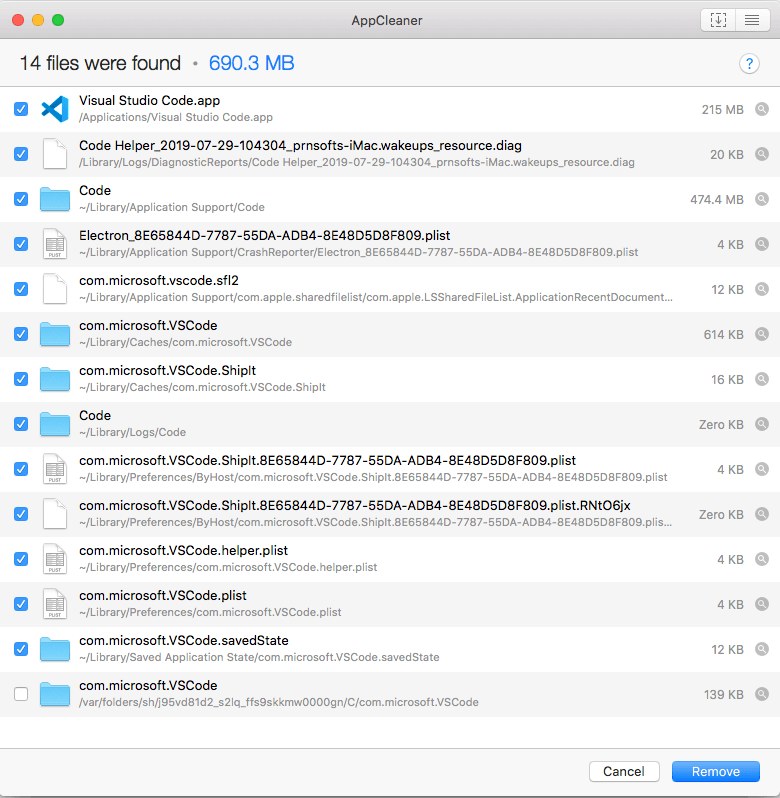 AppCleaner
14 files were found • 690.3 MB
?
Visual Studio Code.app
/Applications/Visual Studio Code.app
215 MB
Code Helper_2019-07-29-104304_prnsofts-iMac.wakeups_resource.diag
/Library/Logs/DiagnosticReports/Code Helper_2019-07-29-104304_prnsofts-iMac.wakeups_resource.diag
20 KB
Code
~/Library/Application Support/Code
474.4 MB
Electron_8E65844D-7787-55DA-ADB4-8E48D5D8F809.plist
~/Library/Application Support/CrashReporter/Electron_8E65844D-7787-55DA-ADB4-8E48D5D8F809.plist
4 KB
PLIST
com.microsoft.vscode.sfl2
~/Library/Application Support/com.apple.sharedfilelist/com.apple.LSSharedFileList.ApplicationRecentDocument...
12 KB
com.microsoft.VSCode
~/Library/Caches/com.microsoft.VSCode
614 KB
com.microsoft.VSCode.ShipIt
~/Library/Caches/com.microsoft.VSCode.ShipIt
16 KB
Code
~/Library/Logs/Code
Zero KB
com.microsoft.VSCode.ShipIt.8E65844D-7787-55DA-ADB4-8E48D5D8F809.plist
~/Library/Preferences/ByHost/com.microsoft.VSCode.ShipIt.8E65844D-7787-55DA-ADB4-8E48D5D8F809.plist
4 KB
PLIST
com.microsoft.VSCode.ShipIt.8E65844D-7787-55DA-ADB4-8E48D5D8F809.plist.RNtO6jx
~/Library/Preferences/ByHost/com.microsoft.VSCode.ShipIt.8E65844D-7787-55DA-ADB4-8E48D5D8F809.plis...
Zero KB
com.microsoft.VSCode.helper.plist
~/Library/Preferences/com.microsoft.VSCode.helper.plist
4 KB
PLIST
com.microsoft.VSCode.plist
~/Library/Preferences/com.microsoft.VSCode.plist
4 KB
PLIST
com.microsoft.VSCode.savedState
~/Library/Saved Application State/com.microsoft.VSCode.savedState
12 KB
com.microsoft.VSCode
/var/folders/sh/j95vd81d2_s2lq_ffs9skkmw0000gn/C/com.microsoft.VSCode
139 KB
Cancel
Remove